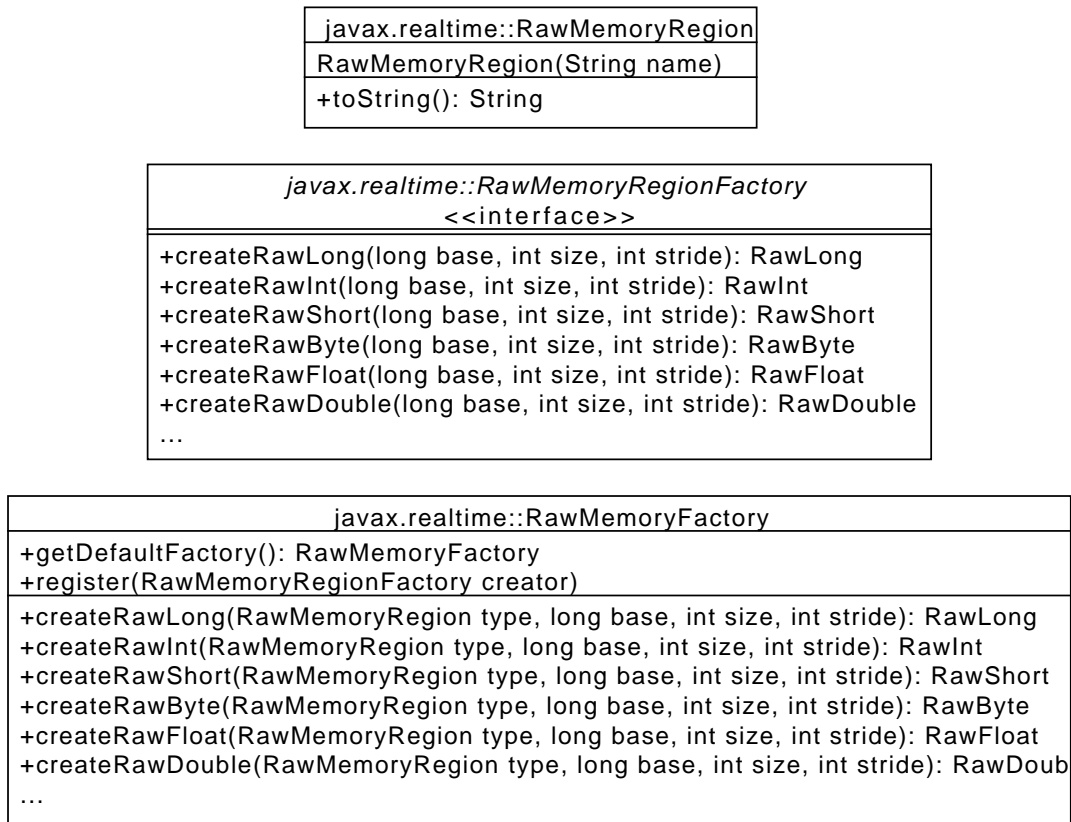 javax.realtime::RawMemoryRegion
RawMemoryRegion(String name)
+toString(): String
javax.realtime::RawMemoryRegionFactory
<<interface>>
+createRawLong(long base, int size, int stride): RawLong
+createRawInt(long base, int size, int stride): RawInt
+createRawShort(long base, int size, int stride): RawShort
+createRawByte(long base, int size, int stride): RawByte
+createRawFloat(long base, int size, int stride): RawFloat
+createRawDouble(long base, int size, int stride): RawDouble
...
javax.realtime::RawMemoryFactory
+getDefaultFactory(): RawMemoryFactory
+register(RawMemoryRegionFactory creator)
+createRawLong(RawMemoryRegion type, long base, int size, int stride): RawLong
+createRawInt(RawMemoryRegion type, long base, int size, int stride): RawInt
+createRawShort(RawMemoryRegion type, long base, int size, int stride): RawShort
+createRawByte(RawMemoryRegion type, long base, int size, int stride): RawByte
+createRawFloat(RawMemoryRegion type, long base, int size, int stride): RawFloat
+createRawDouble(RawMemoryRegion type, long base, int size, int stride): RawDoub
...